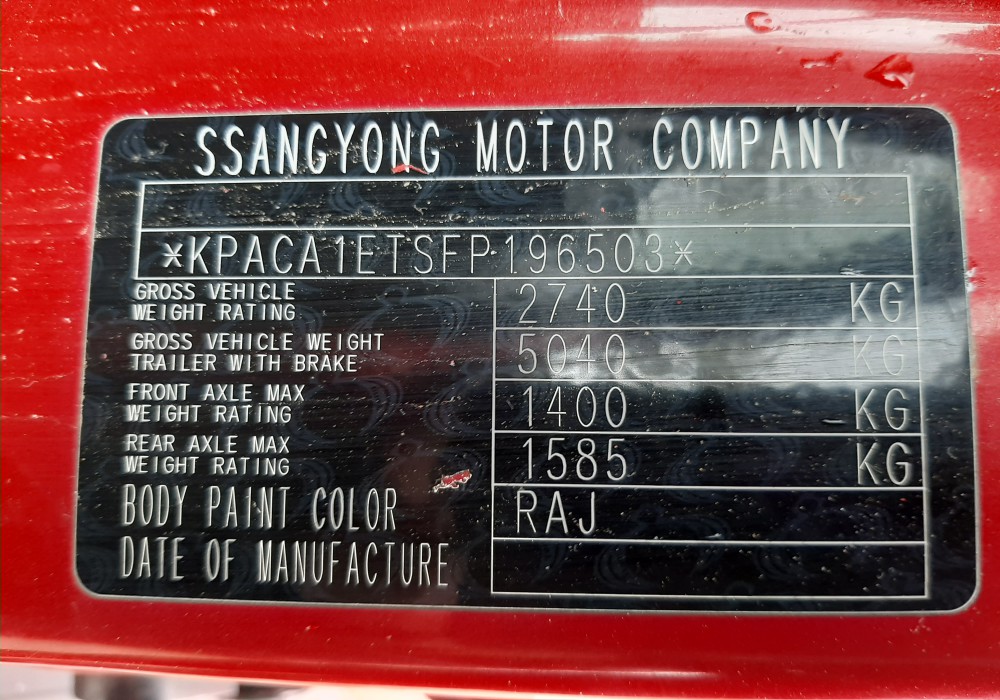 SSANGYONG MOTOR COMPANY
*KPACA1ETSFP196503*
GROSS VEHICLE
WEIGHT RATING 2740 KG
GROSS VEHICLE WEIGHT
TRAILER WITH BRAKE 5040 KG
FRONT AXLE MAX
WEIGHT RATING 1400 KG
REAR AXLE MAX
WEIGHT RATING 1585 KG
BODY PAINT COLOR RAJ
DATE OF MANUFACTURE